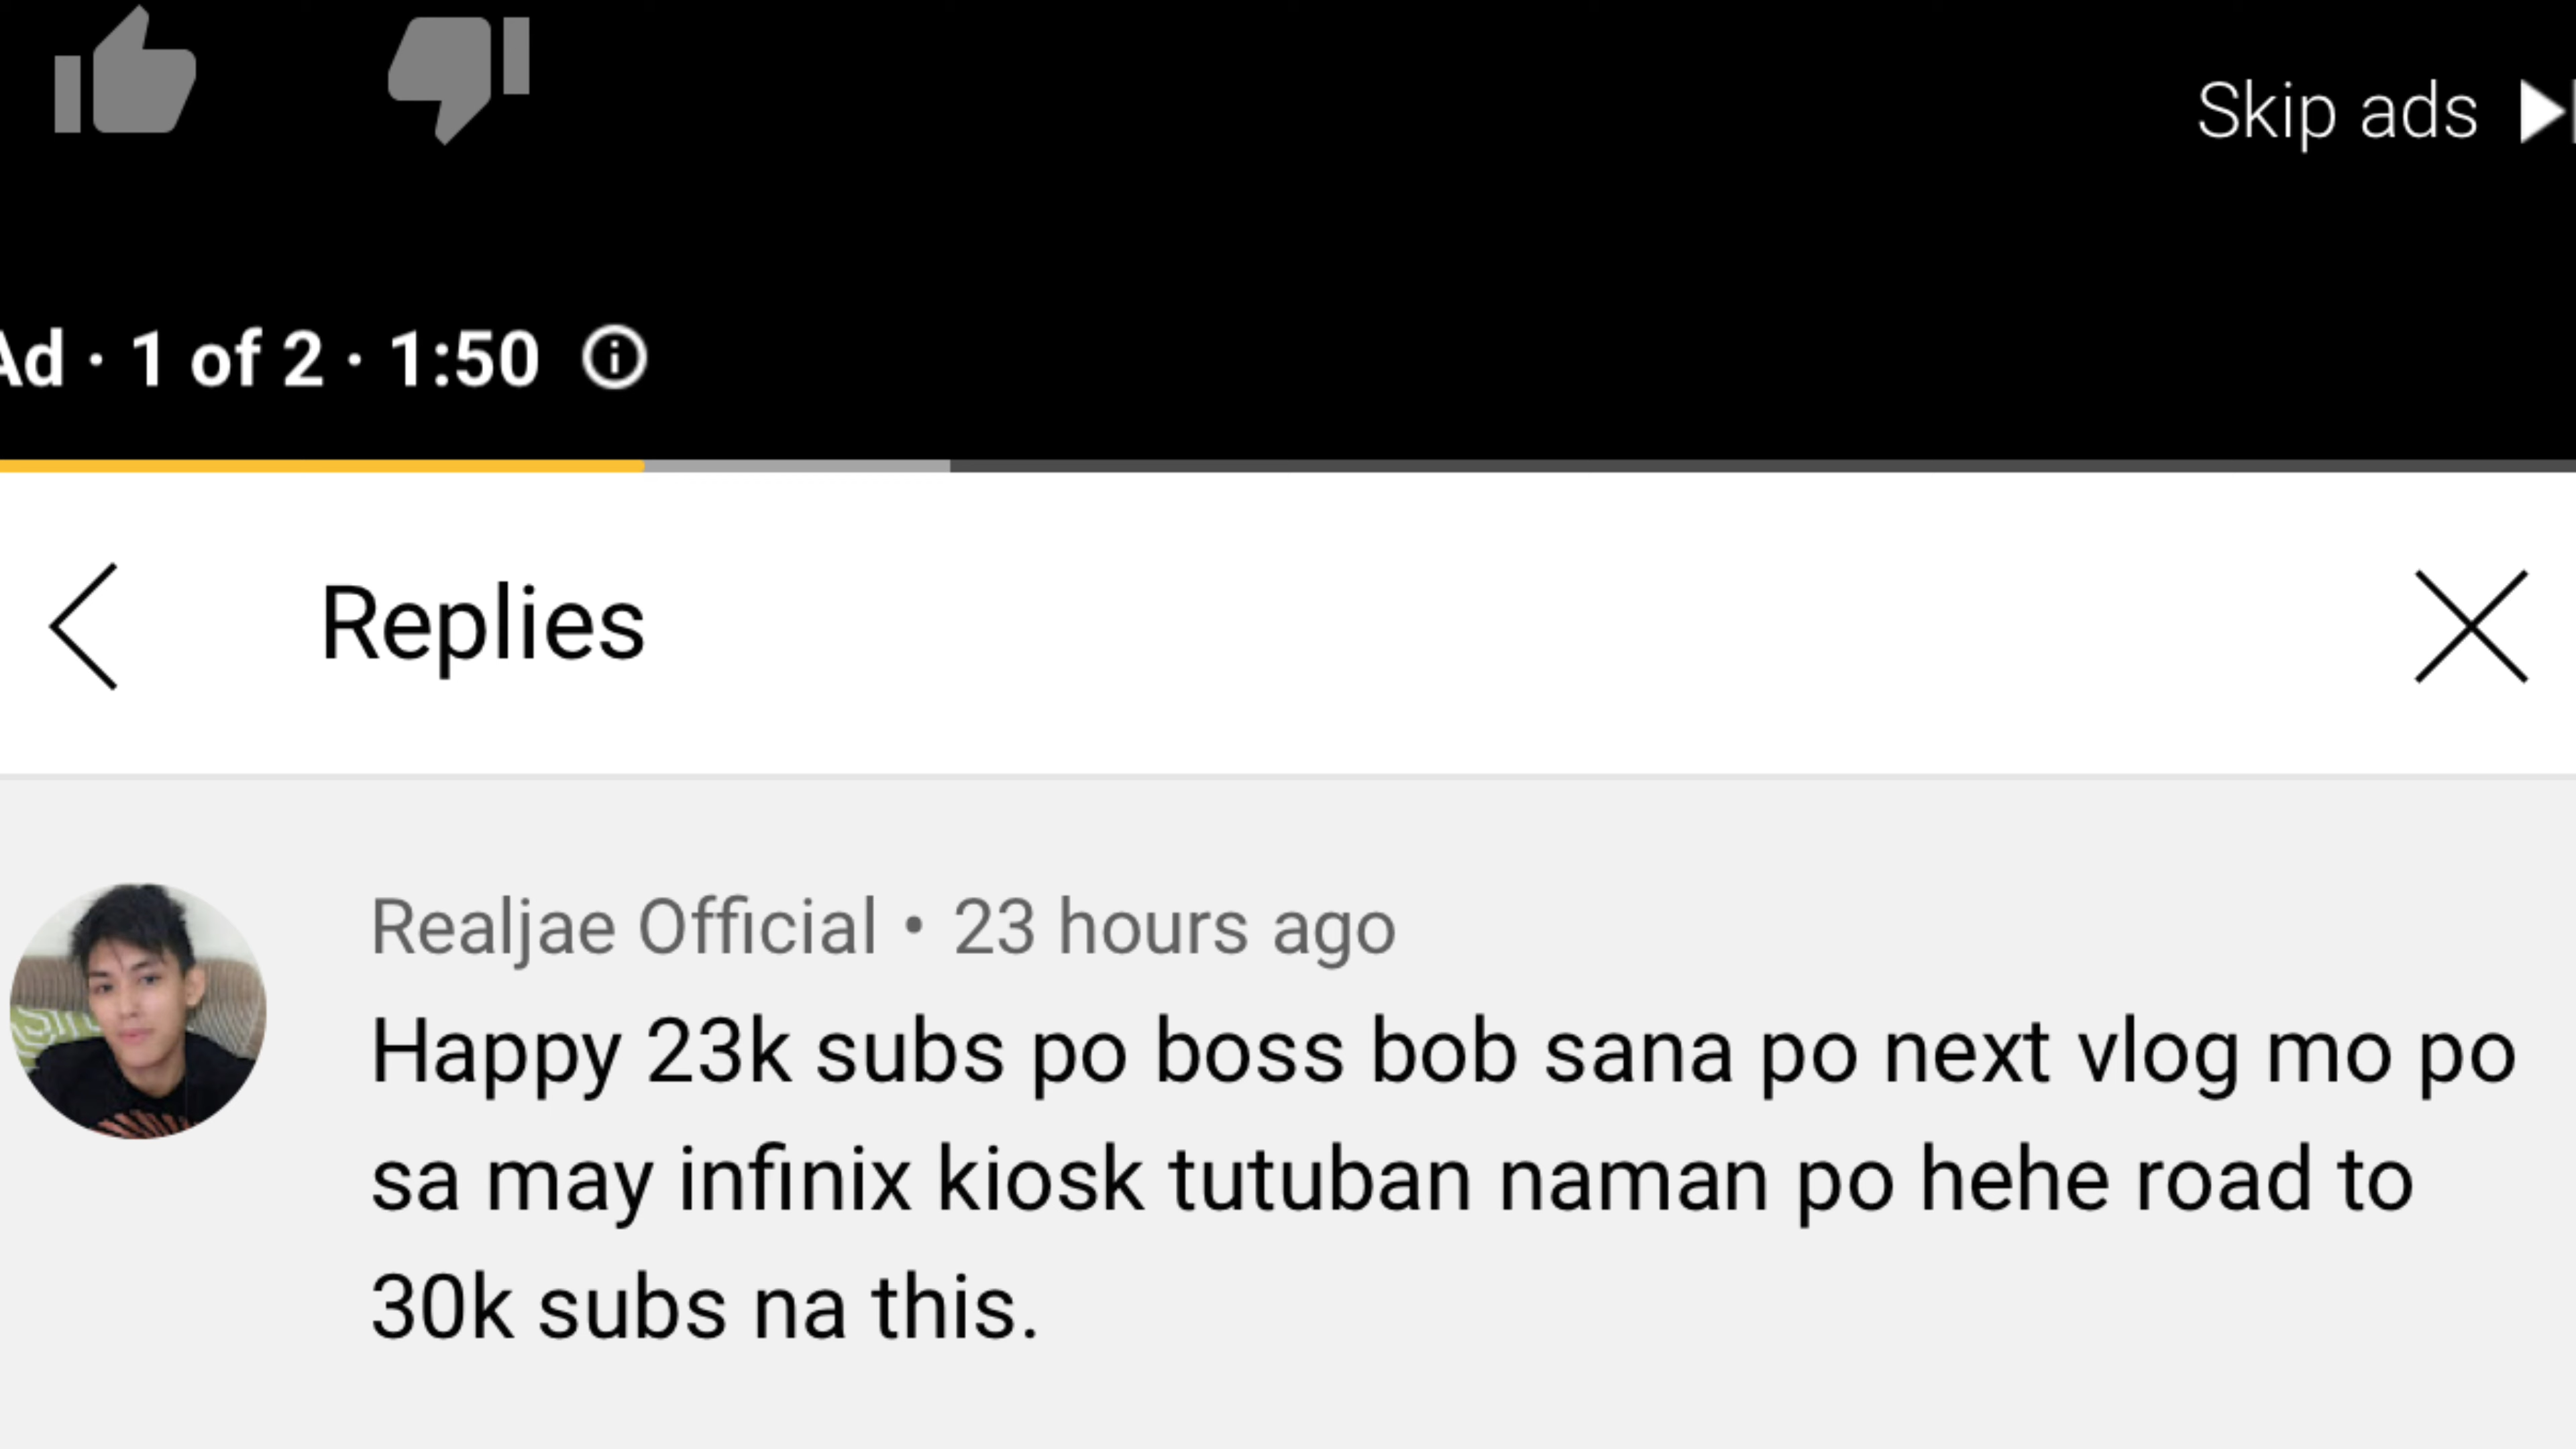 Skip ads
Ad · 1 of 2 · 1:50
Replies
Realjae Official • 23 hours ago
Happy 23k subs po boss bob sana po next vlog mo po
sa may infinix kiosk tutuban naman po hehe road to
30k subs na this.